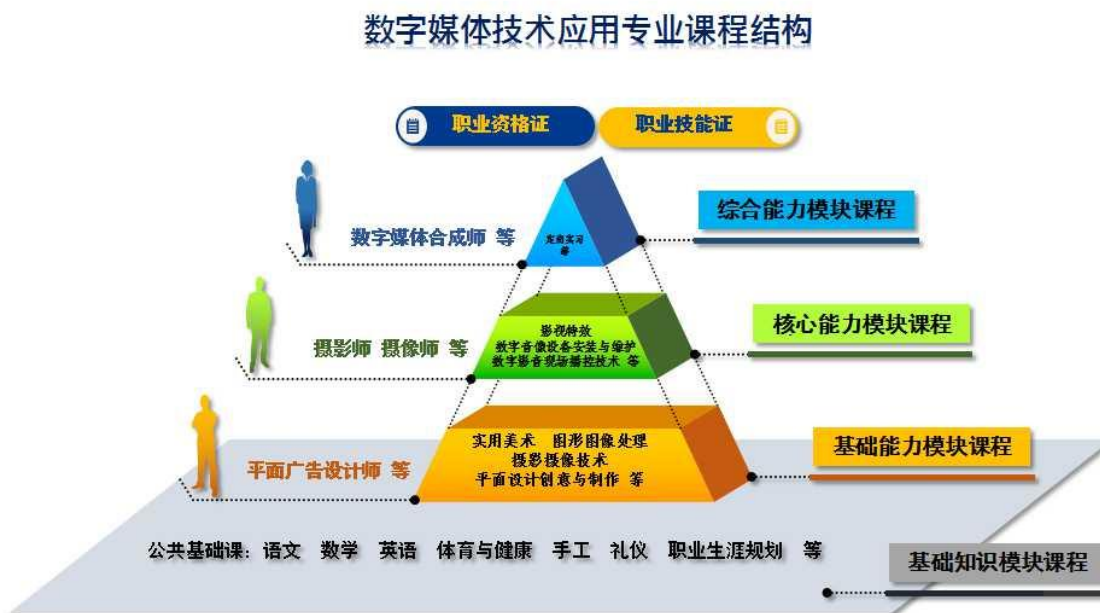 数字媒体技术应用专业课程结构
职业资格证 职业技能证
综合能力模块课程
数字媒体合成师 等
顶岗实习
等
核心能力模块课程
摄影师 摄像师 等
影视特效
数字音像设备安装与维护
数字影音现场播控技术 等
基础能力模块课程
平面广告设计师 等
实用美术 图形图像处理
摄影摄像技术
平面设计创意与制作 等
公共基础课：语文 数学 英语 体育与健康 手工 礼仪 职业生涯规划 等
基础知识模块课程